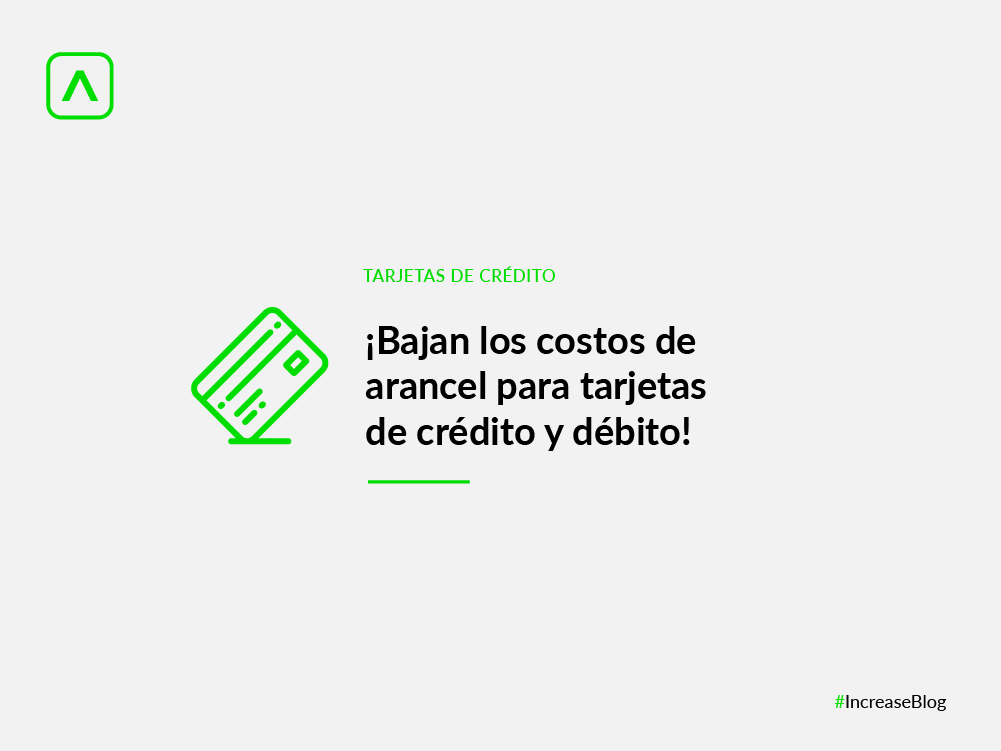 TARJETAS DE CRÉDITO
¡Bajan los costos de
arancel para tarjetas
de crédito y débito!
#IncreaseBlog